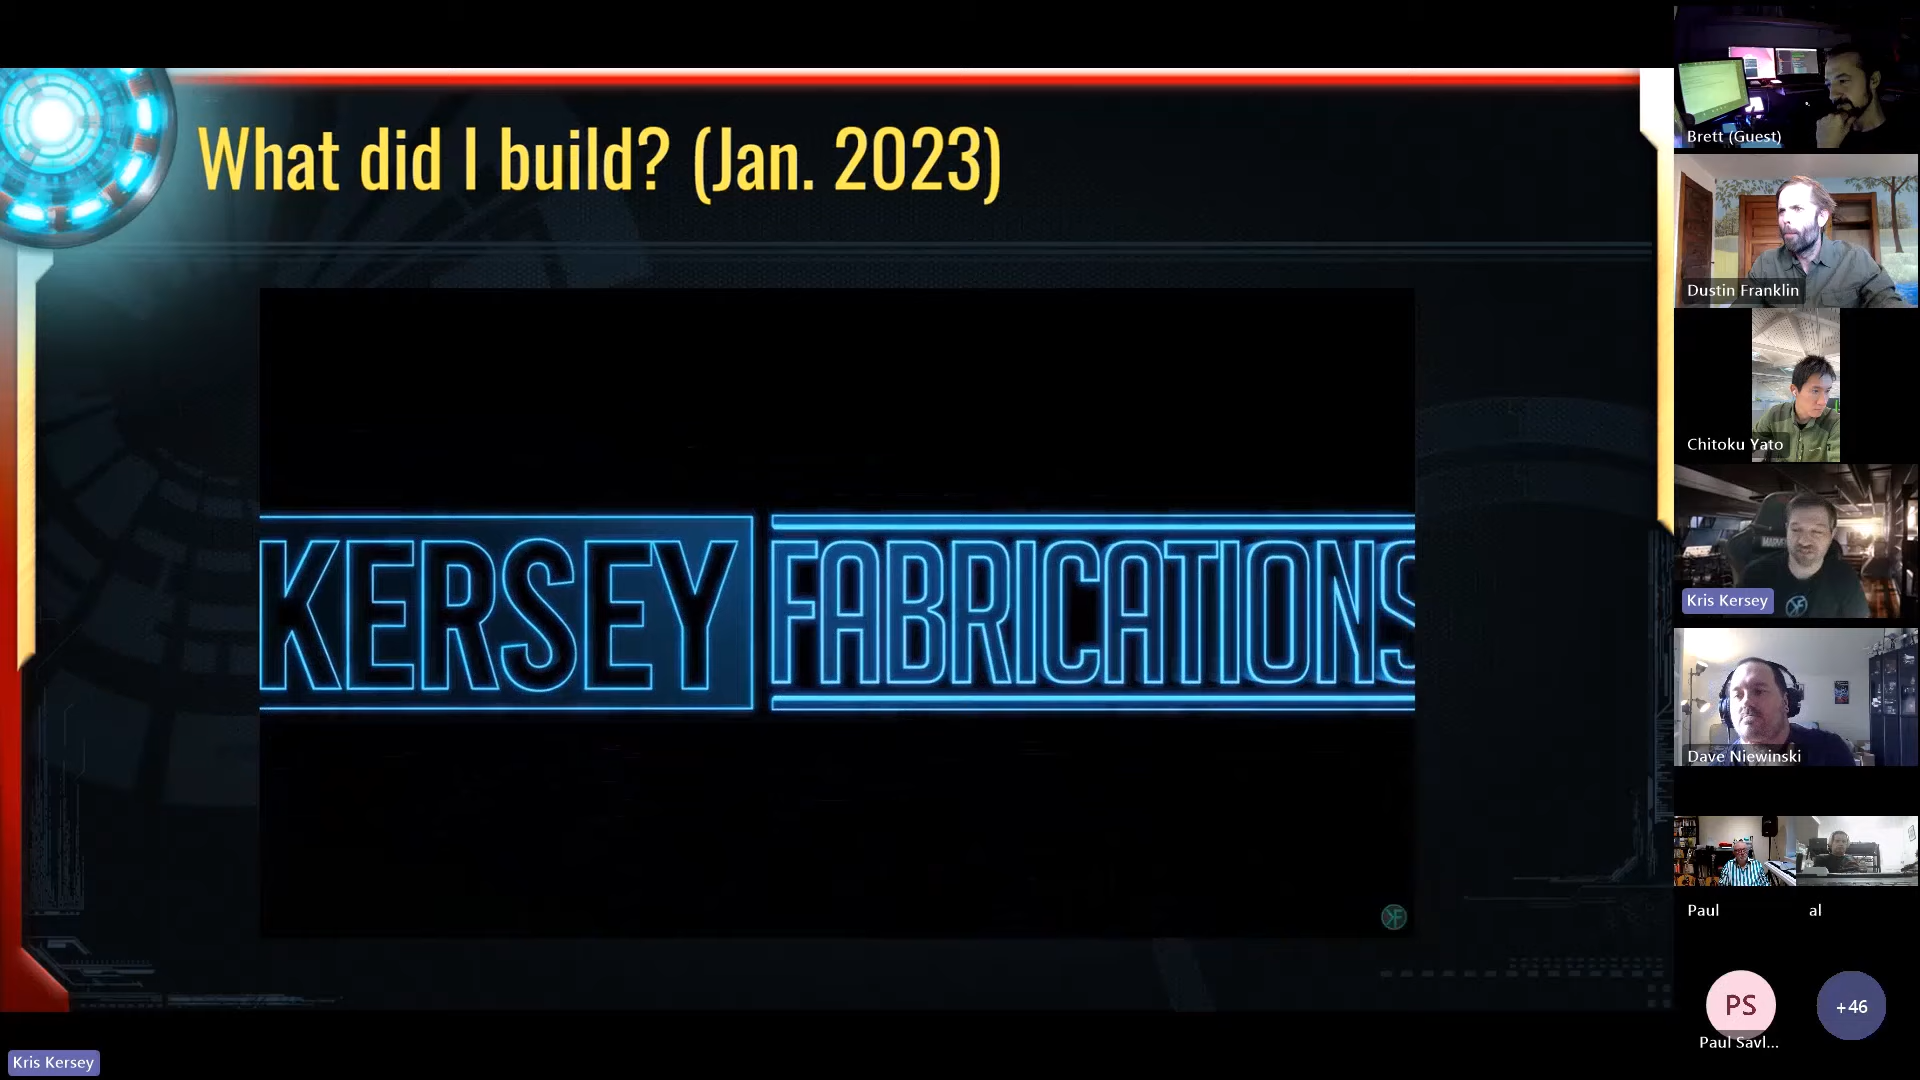 What did I build? (Jan. 2023)
KERSEY FABRICATIONS
KF
Kris Kersey
Brett (Guest)
Dustin Franklin
Chitoku Yato
Kris Kersey
Dave Niewinski
Paul
al
PS
+46
Paul Savl...